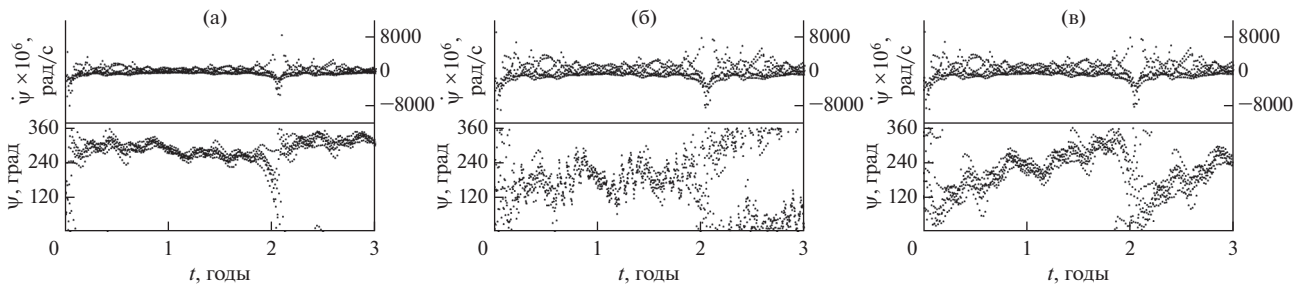 (а)
8000
0
−8000
ψ̇ × 10⁶,
рад/с
360
240
120
ψ, град
0 1 2 3
t, годы
(б)
8000
0
−8000
ψ̇ × 10⁶,
рад/с
360
240
120
ψ, град
0 1 2 3
t, годы
(в)
8000
0
−8000
ψ̇ × 10⁶,
рад/с
360
240
120
ψ, град
0 1 2 3
t, годы